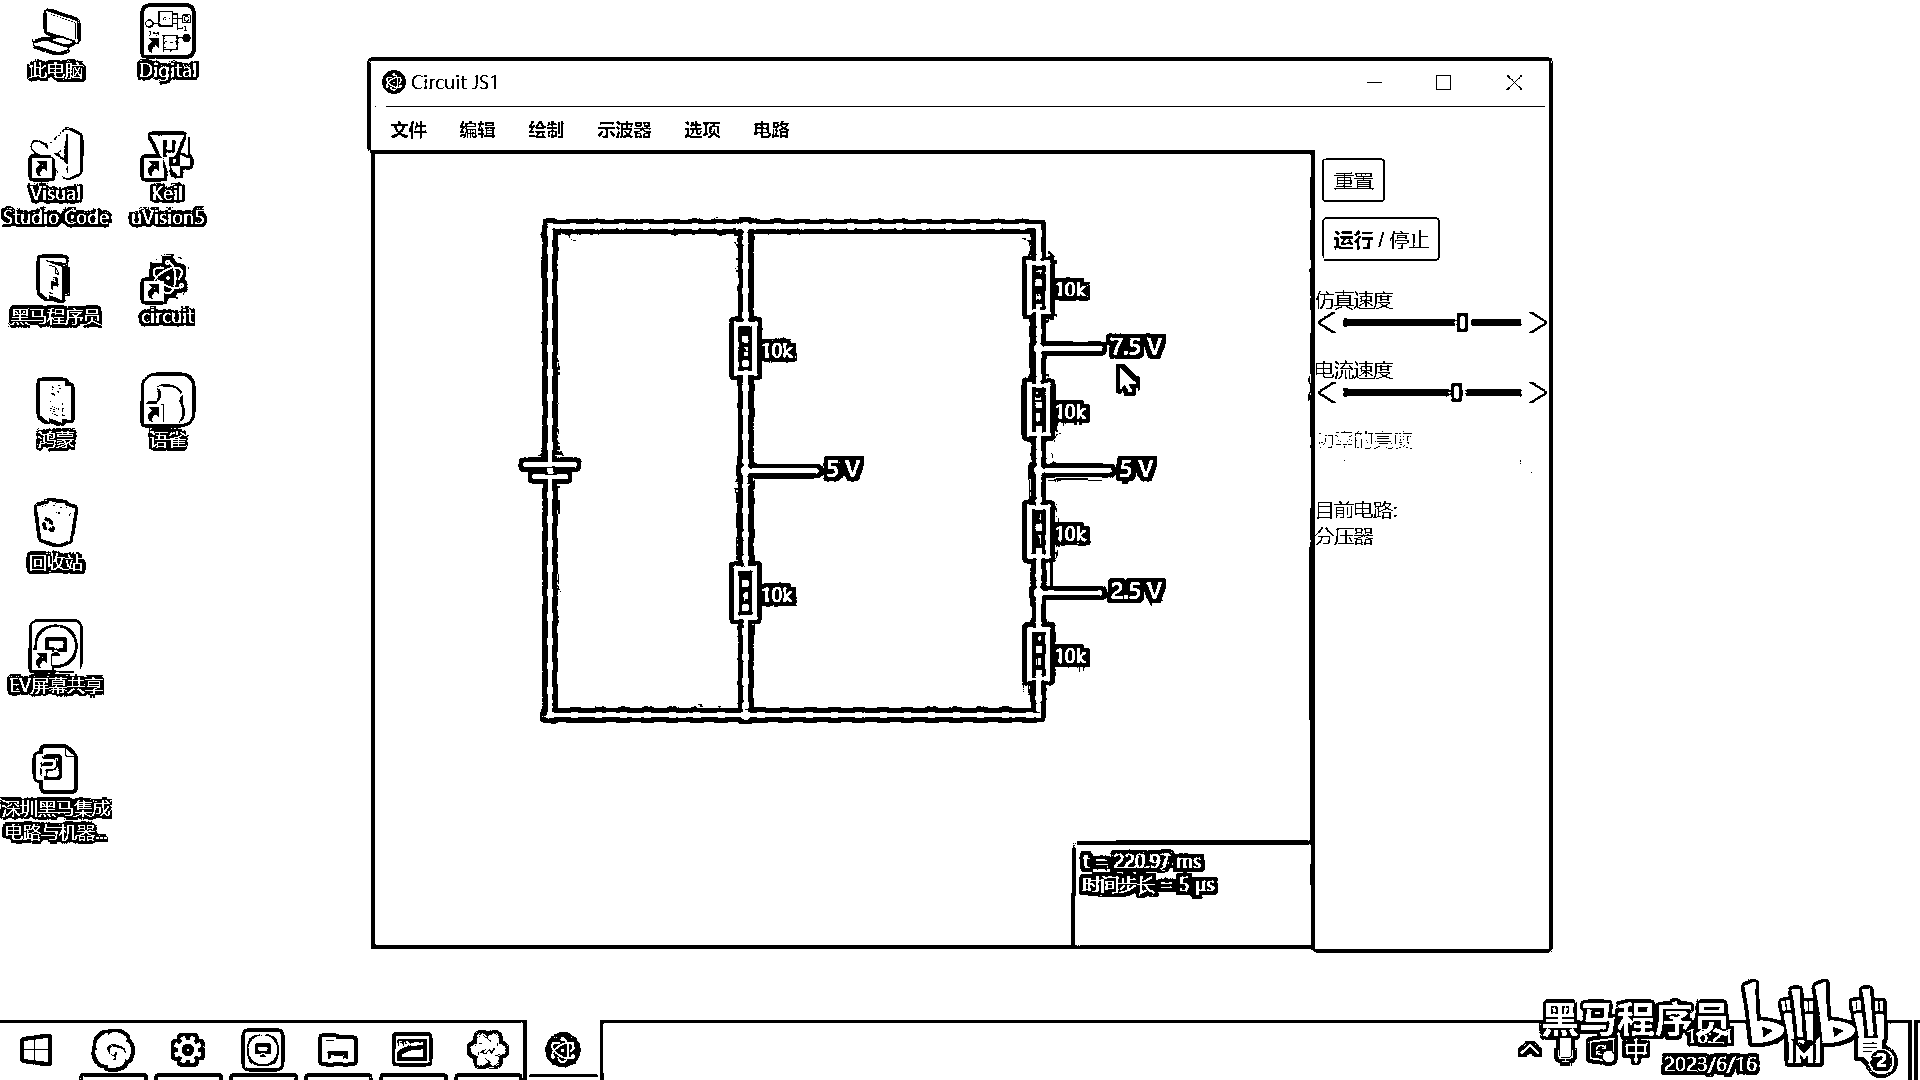 此电脑
Digital
Visual
Studio Code
Keil
uVision5
黑马程序员
circuit
鸿蒙
语雀
回收站
EV屏幕共享
深圳黑马集成
电路与机器...
Circuit JS1
文件 编辑 绘制 示波器 选项 电路
10k
10k
5 V
10k
7.5 V
10k
5 V
10k
2.5 V
10k
t = 220.97 ms
时间步长 = 5 µs
重置
运行 / 停止
仿真速度
电流速度
功率的亮度
目前电路:
分压器
黑马程序员
bilibili
中
16:21
2023/6/16
2